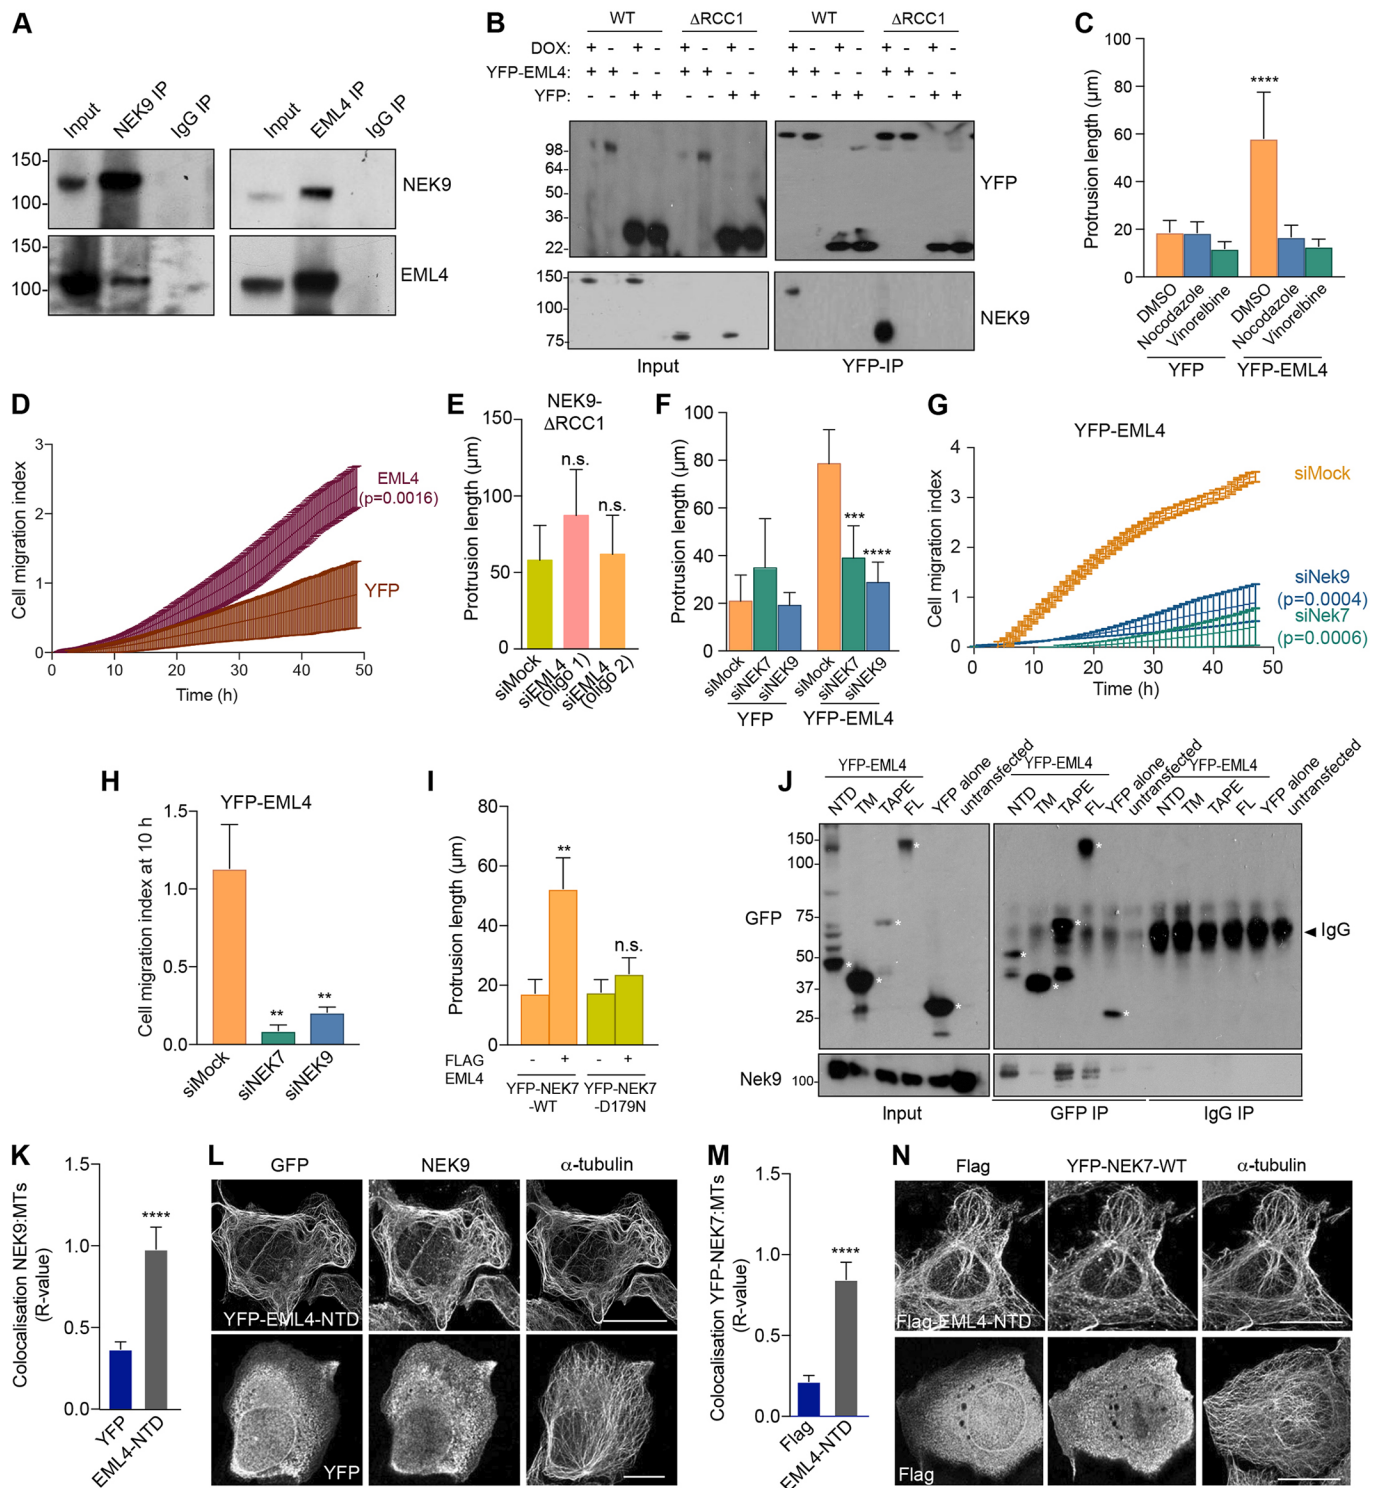 A
Input
NEK9 IP
IgG IP
Input
EML4 IP
IgG IP
150-
100-
NEK9
150-
100-
EML4
B
WT
ΔRCC1
WT
ΔRCC1
DOX: + - + - + - + - + - + - + - + -
YFP-EML4: + + + + + + + +
YFP: - - + + - - + + - - + + - - + +
98-
64-
50-
36-
22-
YFP
150-
100-
75-
NEK9
Input
YFP-IP
C
Protrusion length (µm)
100
80
60
40
20
0
****
DMSO
Nocodazole
Vinorelbine
DMSO
Nocodazole
Vinorelbine
YFP
YFP-EML4
D
Cell migration index
3
2
1
0
EML4
(p=0.0016)
YFP
0 10 20 30 40 50
Time (h)
E
NEK9-
ΔRCC1
Protrusion length (µm)
150
100
50
0
n.s.
n.s.
siMock
siEML4
(oligo 1)
siEML4
(oligo 2)
F
Protrusion length (µm)
100
80
60
40
20
0
***
****
siMock
siNEK7
siNEK9
siMock
siNEK7
siNEK9
YFP
YFP-EML4
G
YFP-EML4
Cell migration index
4
3
2
1
0
siMock
siNek9
(p=0.0004)
siNek7
(p=0.0006)
0 10 20 30 40 50
Time (h)
H
YFP-EML4
Cell migration index at 10 h
1.5
1.0
0.5
0.0
**
**
siMock
siNEK7
siNEK9
I
Protrusion length (µm)
80
60
40
20
0
**
n.s.
FLAG
EML4
- + - +
YFP-NEK7
-WT
YFP-NEK7
-D179N
J
YFP-EML4
YFP-EML4
YFP-EML4
NTD
TM
TAPE
FL
YFP alone
untransfected
NTD
TM
TAPE
FL
YFP alone
untransfected
NTD
TM
TAPE
FL
YFP alone
untransfected
GFP
150-
100-
75-
50-
37-
25-
IgG
Nek9
100-
Input
GFP IP
IgG IP
K
Colocalisation NEK9:MTs
(R-value)
1.5
1.0
0.5
0.0
****
YFP
EML4-NTD
L
GFP
NEK9
α-tubulin
YFP-EML4-NTD
YFP
M
Colocalisation YFP-NEK7:MTs
(R-value)
1.5
1.0
0.5
0.0
****
Flag
EML4-NTD
N
Flag
YFP-NEK7-WT
α-tubulin
Flag-EML4-NTD
Flag